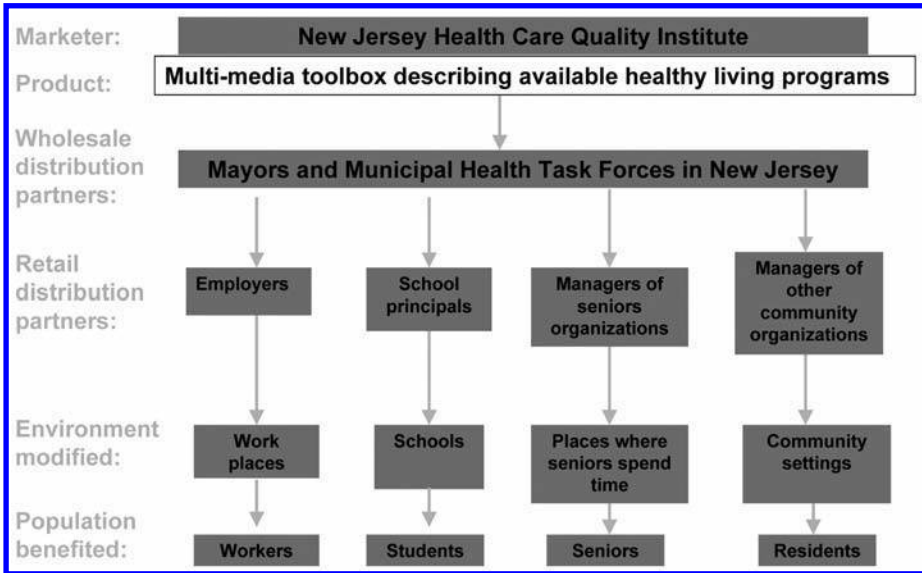 Marketer:
New Jersey Health Care Quality Institute
Product:
Multi-media toolbox describing available healthy living programs
Wholesale
distribution
partners:
Mayors and Municipal Health Task Forces in New Jersey
Retail
distribution
partners:
Employers
School
principals
Managers of
seniors
organizations
Managers of
other
community
organizations
Environment
modified:
Work
places
Schools
Places where
seniors spend
time
Community
settings
Population
benefited:
Workers
Students
Seniors
Residents